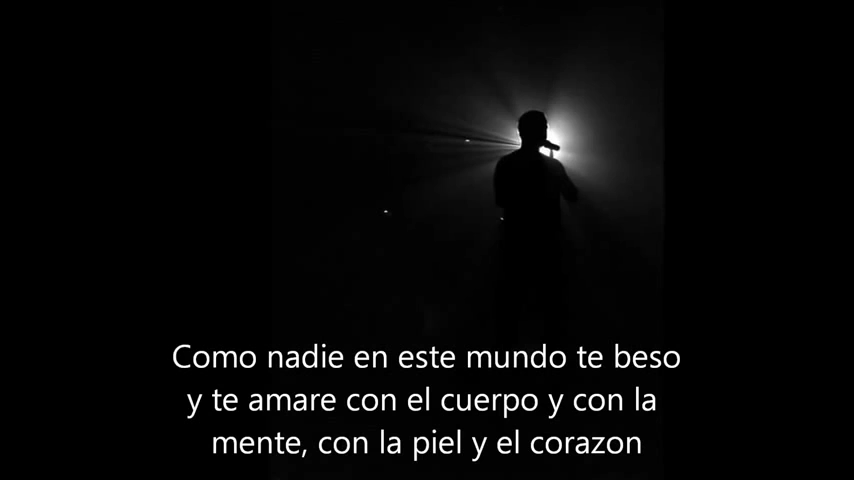 Como nadie en este mundo te beso
y te amare con el cuerpo y con la
mente, con la piel y el corazon